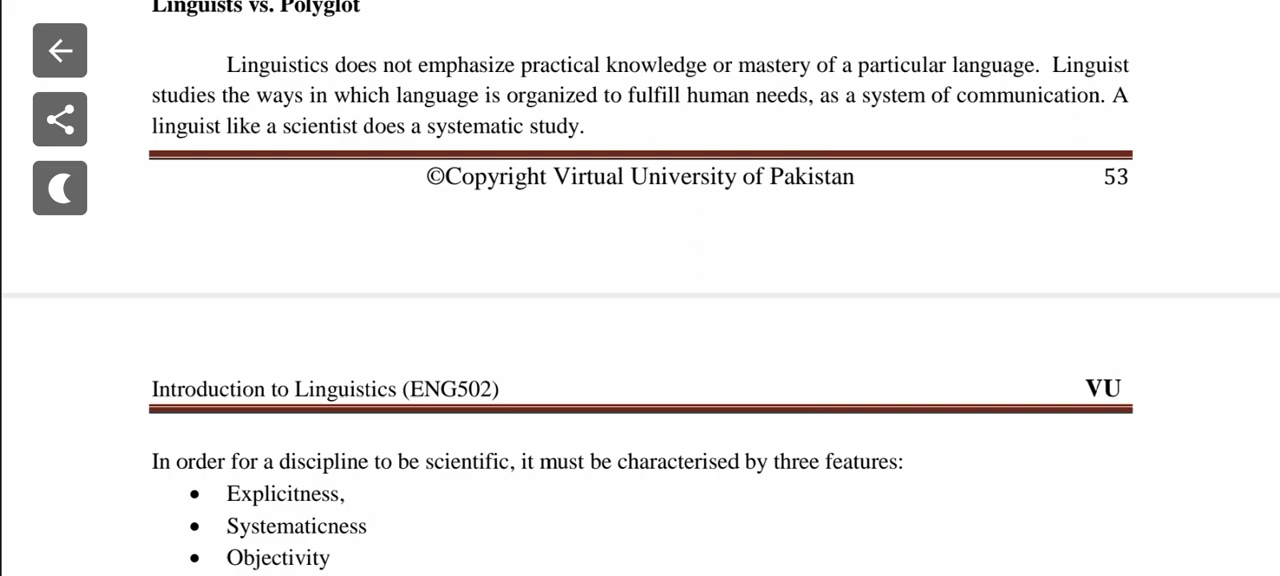 Linguists vs. Polyglot
Linguistics does not emphasize practical knowledge or mastery of a particular language. Linguist
studies the ways in which language is organized to fulfill human needs, as a system of communication. A
linguist like a scientist does a systematic study.
©Copyright Virtual University of Pakistan 53
Introduction to Linguistics (ENG502) VU
In order for a discipline to be scientific, it must be characterised by three features:
• Explicitness,
• Systematicness
• Objectivity